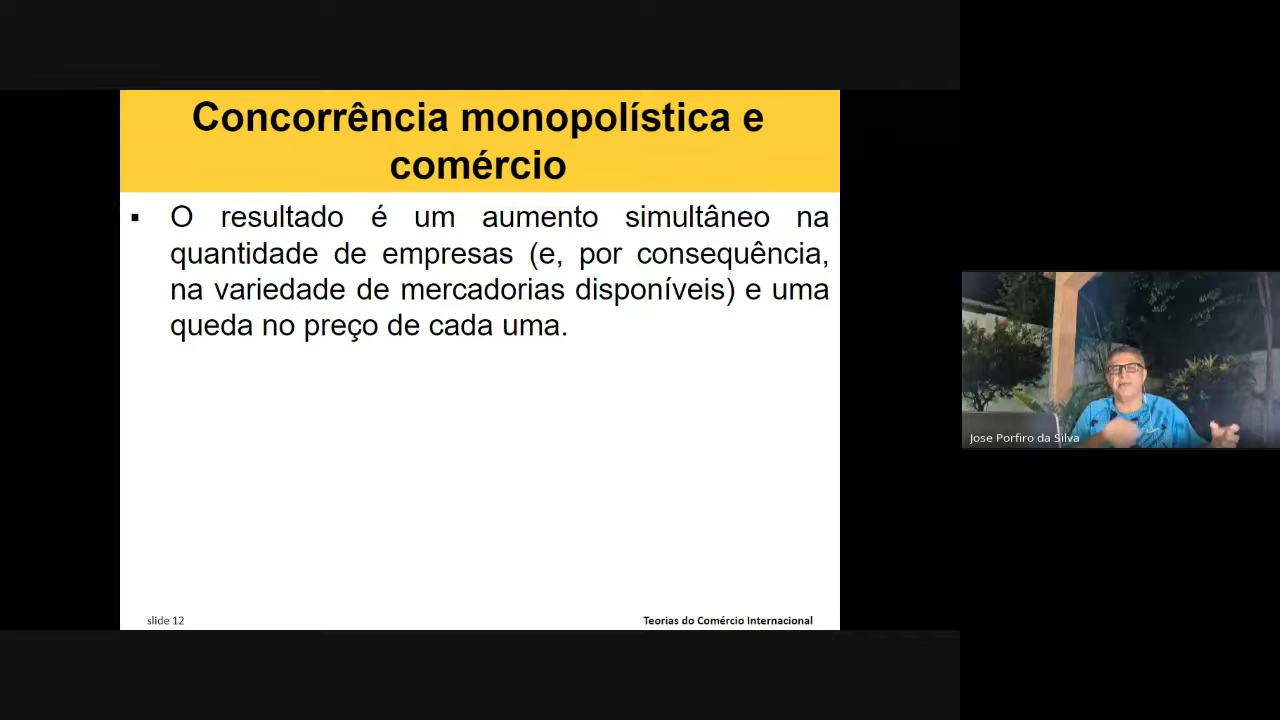 Concorrência monopolística e
comércio
▪ O resultado é um aumento simultâneo na
quantidade de empresas (e, por consequência,
na variedade de mercadorias disponíveis) e uma
queda no preço de cada uma.
slide 12
Teorias do Comércio Internacional
Jose Porfiro da Silva